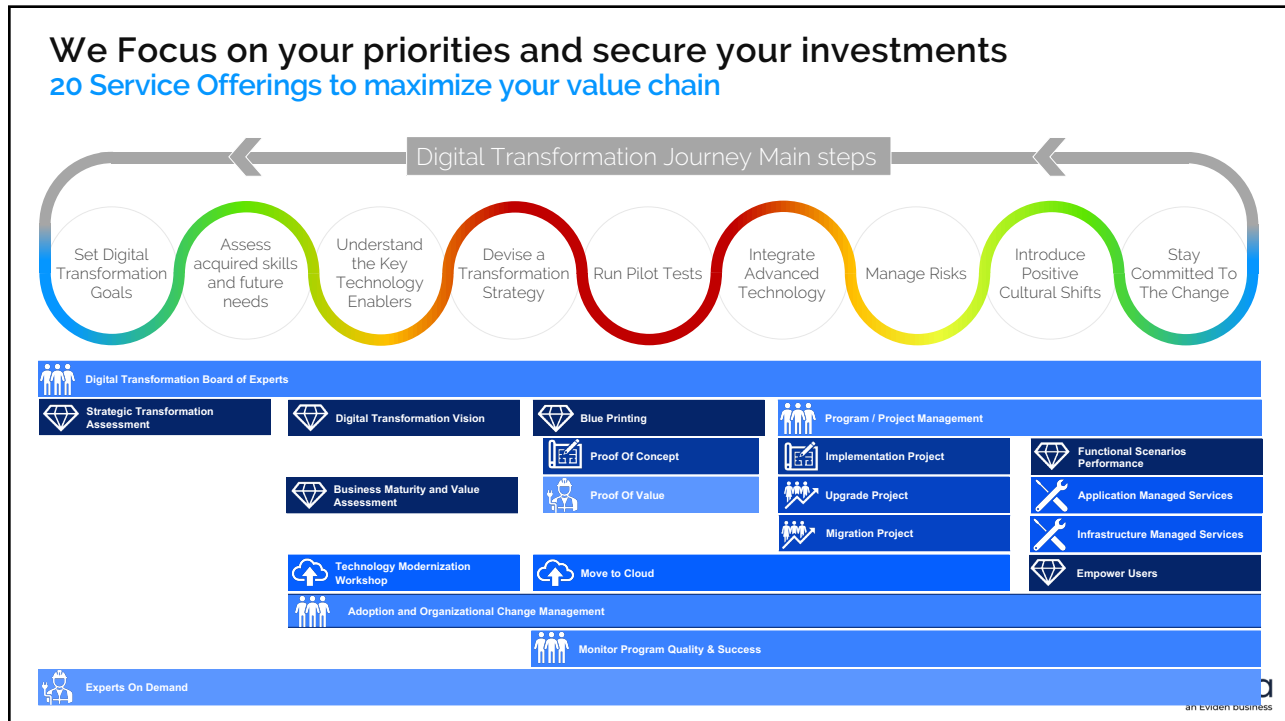 We Focus on your priorities and secure your investments
20 Service Offerings to maximize your value chain
Digital Transformation Journey Main steps
Set Digital
Transformation
Goals
Assess
acquired skills
and future
needs
Understand
the Key
Technology
Enablers
Devise a
Transformation
Strategy
Run Pilot Tests
Integrate
Advanced
Technology
Manage Risks
Introduce
Positive
Cultural Shifts
Stay
Committed To
The Change
Digital Transformation Board of Experts
Strategic Transformation
Assessment
Digital Transformation Vision
Blue Printing
Program / Project Management
Proof Of Concept
Implementation Project
Functional Scenarios
Performance
Business Maturity and Value
Assessment
Proof Of Value
Upgrade Project
Application Managed Services
Migration Project
Infrastructure Managed Services
Technology Modernization
Workshop
Move to Cloud
Empower Users
Adoption and Organizational Change Management
Monitor Program Quality & Success
Experts On Demand
an Eviden business